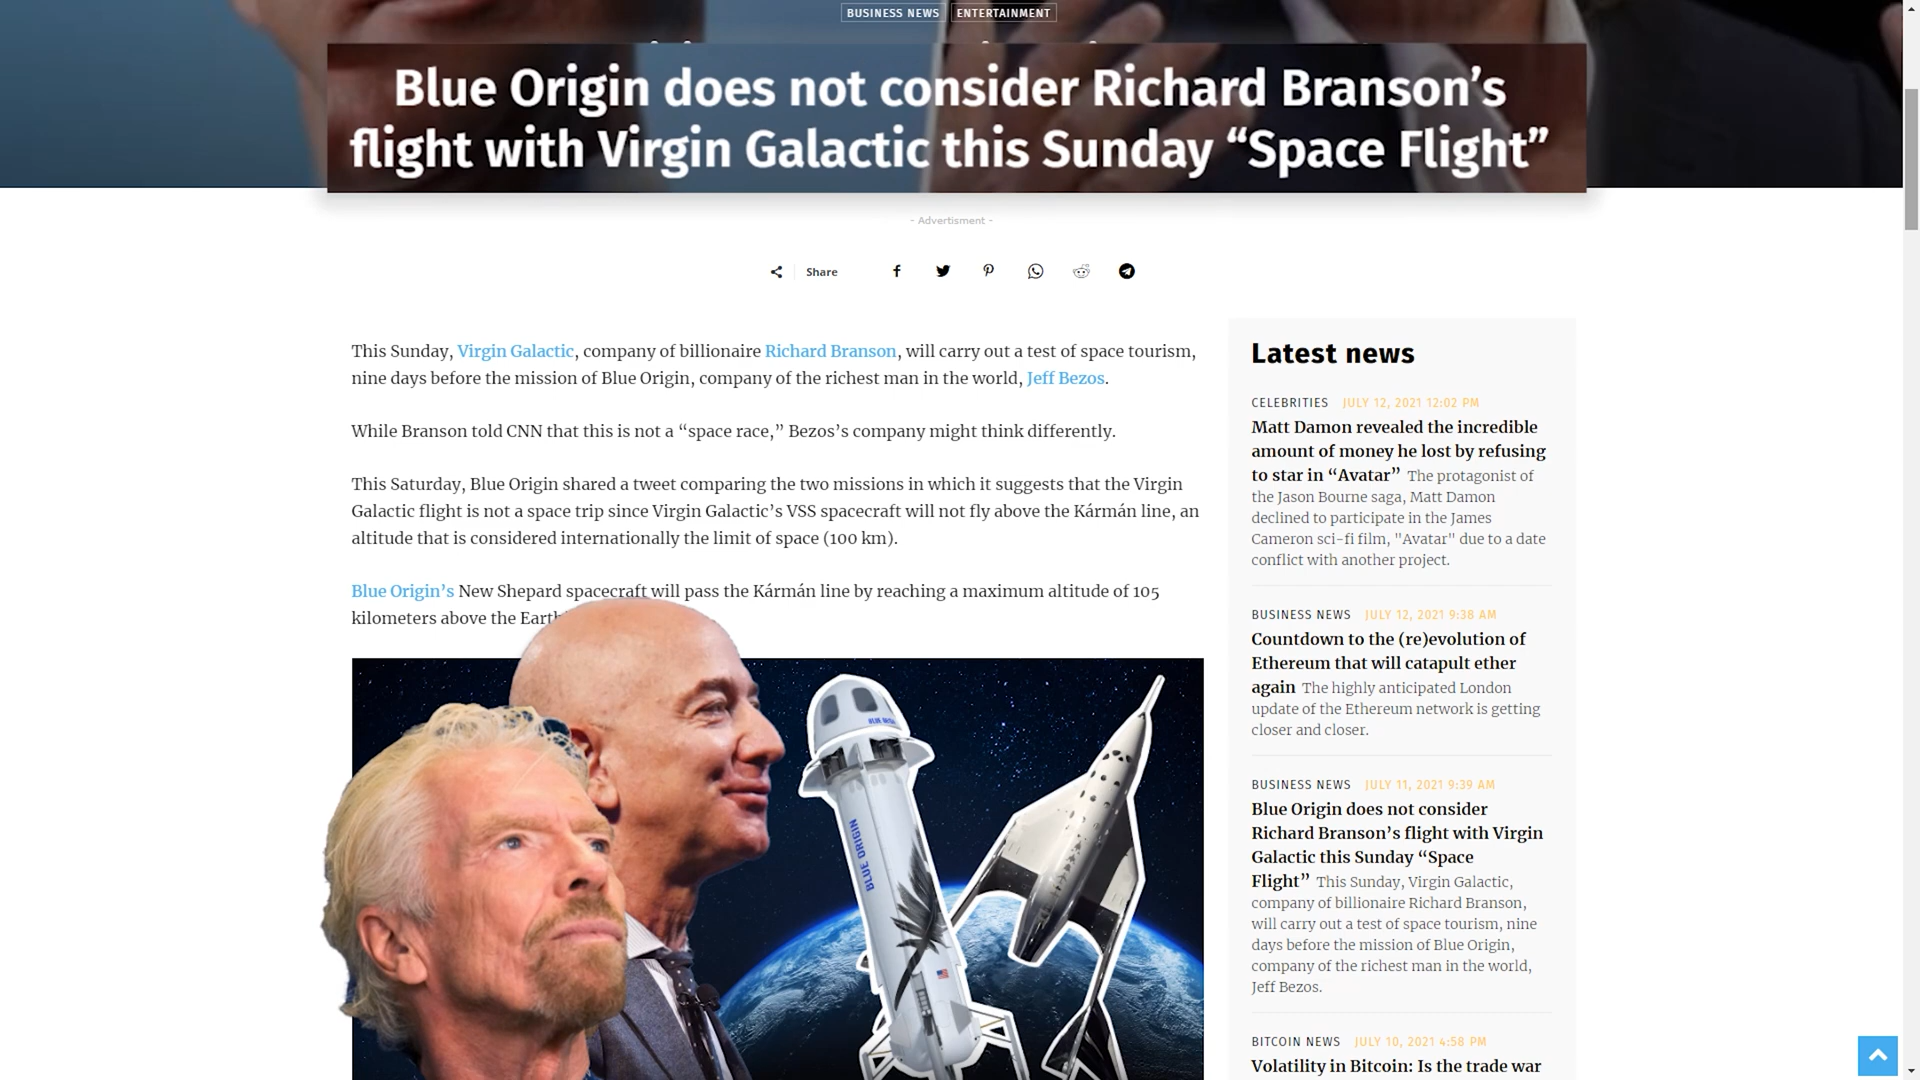 BUSINESS NEWS ENTERTAINMENT
Blue Origin does not consider Richard Branson’s
flight with Virgin Galactic this Sunday “Space Flight”
- Advertisment -
Share
This Sunday, Virgin Galactic, company of billionaire Richard Branson, will carry out a test of space tourism,
nine days before the mission of Blue Origin, company of the richest man in the world, Jeff Bezos.
While Branson told CNN that this is not a “space race,” Bezos’s company might think differently.
This Saturday, Blue Origin shared a tweet comparing the two missions in which it suggests that the Virgin
Galactic flight is not a space trip since Virgin Galactic’s VSS spacecraft will not fly above the Kármán line, an
altitude that is considered internationally the limit of space (100 km).
Blue Origin’s New Shepard spacecraft will pass the Kármán line by reaching a maximum altitude of 105
kilometers above the Earth
BLUE ORIGIN
Latest news
CELEBRITIES JULY 12, 2021 12:02 PM
Matt Damon revealed the incredible
amount of money he lost by refusing
to star in “Avatar” The protagonist of
the Jason Bourne saga, Matt Damon
declined to participate in the James
Cameron sci-fi film, "Avatar" due to a date
conflict with another project.
BUSINESS NEWS JULY 12, 2021 9:38 AM
Countdown to the (re)evolution of
Ethereum that will catapult ether
again The highly anticipated London
update of the Ethereum network is getting
closer and closer.
BUSINESS NEWS JULY 11, 2021 9:39 AM
Blue Origin does not consider
Richard Branson’s flight with Virgin
Galactic this Sunday “Space
Flight” This Sunday, Virgin Galactic,
company of billionaire Richard Branson,
will carry out a test of space tourism, nine
days before the mission of Blue Origin,
company of the richest man in the world,
Jeff Bezos.
BITCOIN NEWS JULY 10, 2021 4:58 PM
Volatility in Bitcoin: Is the trade war